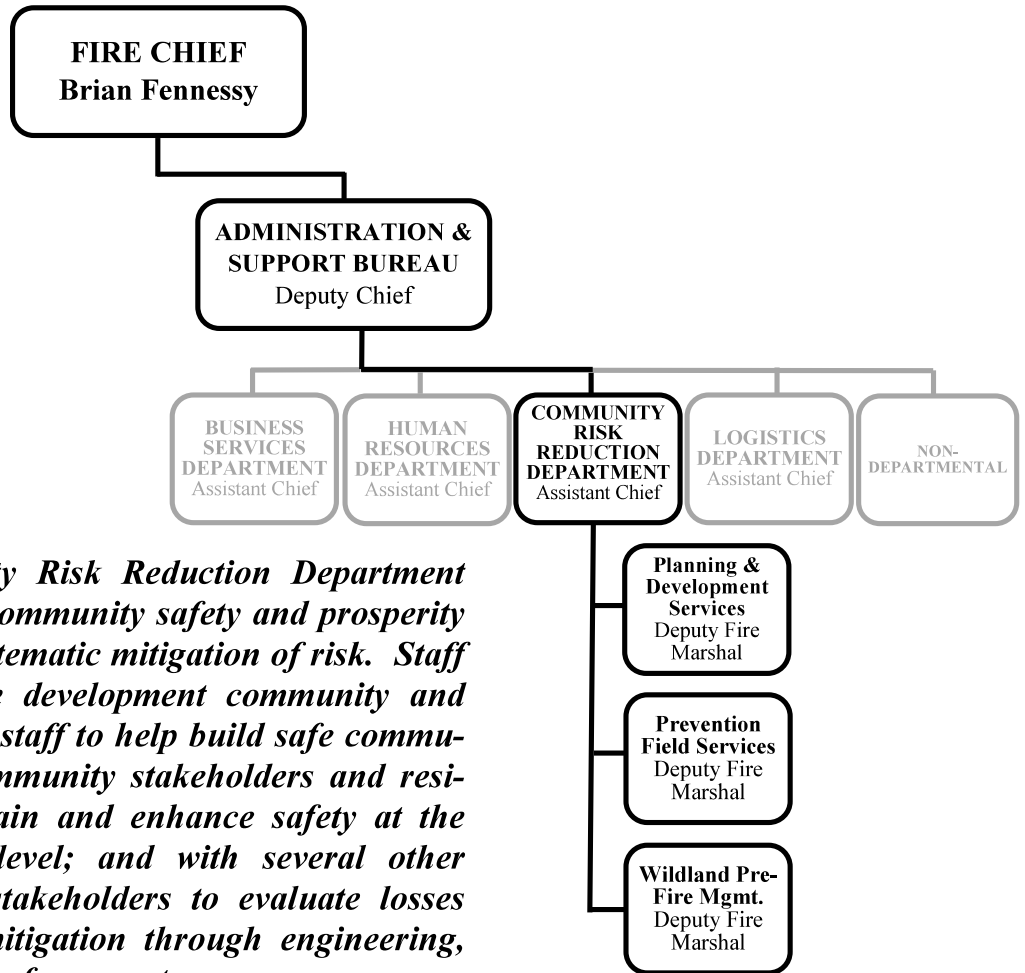 FIRE CHIEF
Brian Fennessy
ADMINISTRATION &
SUPPORT BUREAU
Deputy Chief
BUSINESS
SERVICES
DEPARTMENT
Assistant Chief
HUMAN
RESOURCES
DEPARTMENT
Assistant Chief
COMMUNITY
RISK
REDUCTION
DEPARTMENT
Assistant Chief
LOGISTICS
DEPARTMENT
Assistant Chief
NON-
DEPARTMENTAL
ty Risk Reduction Department
ommunity safety and prosperity
tematic mitigation of risk. Staff
e development community and
staff to help build safe commu-
mmunity stakeholders and resi-
ain and enhance safety at the
level; and with several other
stakeholders to evaluate losses
nitigation through engineering,
Planning &
Development
Services
Deputy Fire
Marshal
Prevention
Field Services
Deputy Fire
Marshal
Wildland Pre-
Fire Mgmt.
Deputy Fire
Marshal